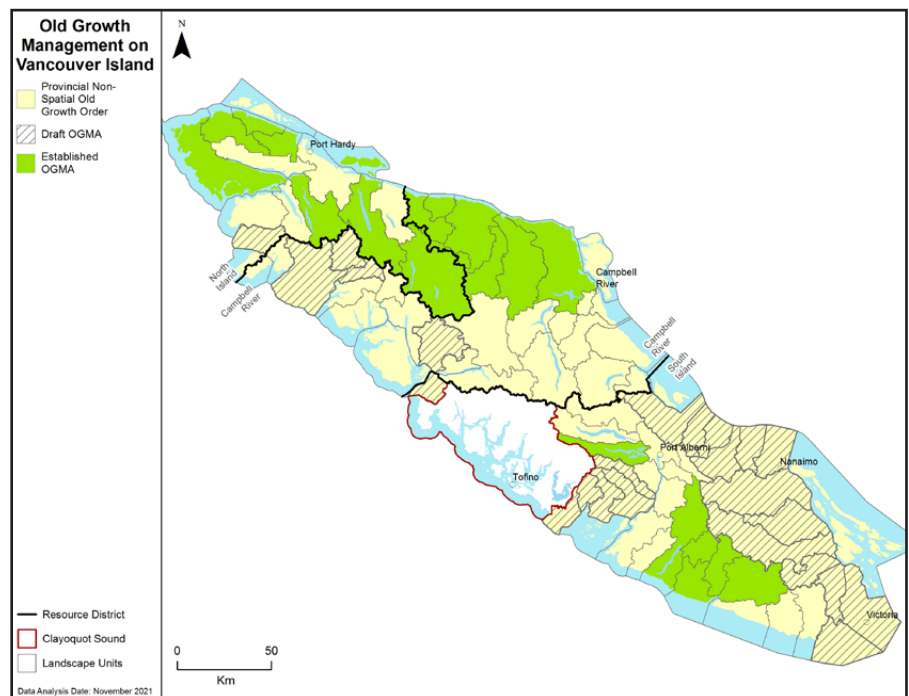 Old Growth
Management on
Vancouver Island
Provincial Non-
Spatial Old
Growth Order
Draft OGMA
Established
OGMA
N
Port Hardy
North
Island
Campbell
River
Campbell
River
Campbell
River
South
Island
Port Alberni
Nanaimo
Tofino
Victoria
Resource District
Clayoquot Sound
Landscape Units
0 50
Km
Data Analysis Date: November 2021